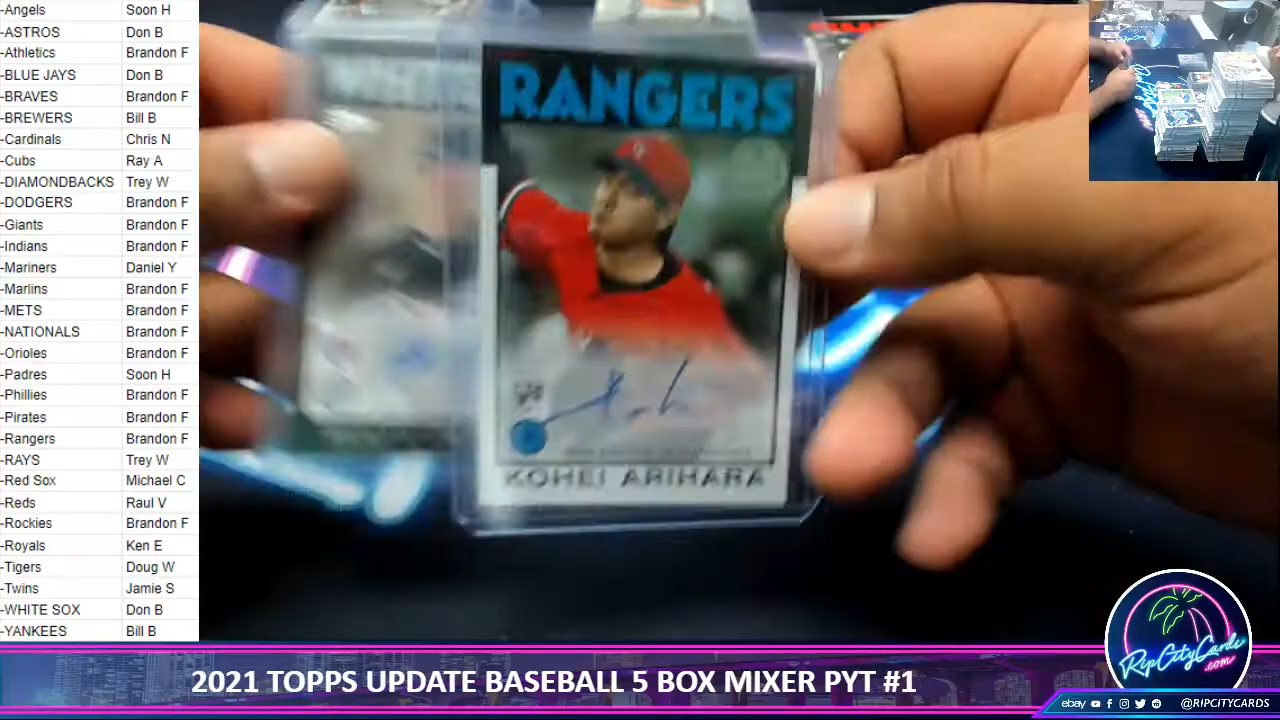 -Angels Soon H
-ASTROS Don B
-Athletics Brandon F
-BLUE JAYS Don B
-BRAVES Brandon F
-BREWERS Bill B
-Cardinals Chris N
-Cubs Ray A
-DIAMONDBACKS Trey W
-DODGERS Brandon F
-Giants Brandon F
-Indians Brandon F
-Mariners Daniel Y
-Marlins Brandon F
-METS Brandon F
-NATIONALS Brandon F
-Orioles Brandon F
-Padres Soon H
-Phillies Brandon F
-Pirates Brandon F
-Rangers Brandon F
-RAYS Trey W
-Red Sox Michael C
-Reds Raul V
-Rockies Brandon F
-Royals Ken E
-Tigers Doug W
-Twins Jamie S
-WHITE SOX Don B
-YANKEES Bill B
RANGERS
KOHEI ARIHARA
RipCityCards
.com
2021 TOPPS UPDATE BASEBALL 5 BOX MIXER PYT #1
ebay @RIPCITYCARDS